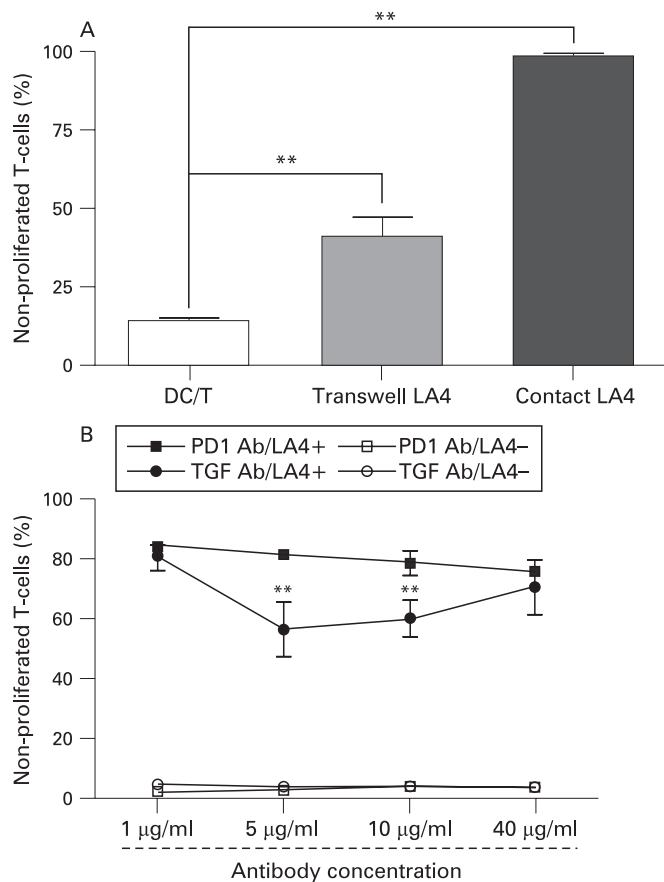 A
**
**
100
75
50
25
0
Non-proliferated T-cells (%)
DC/T Transwell LA4 Contact LA4
B
PD1 Ab/LA4+ PD1 Ab/LA4–
TGF Ab/LA4+ TGF Ab/LA4–
100
80
60
40
20
0
Non-proliferated T-cells (%)
** **
1 μg/ml 5 μg/ml 10 μg/ml 40 μg/ml
Antibody concentration